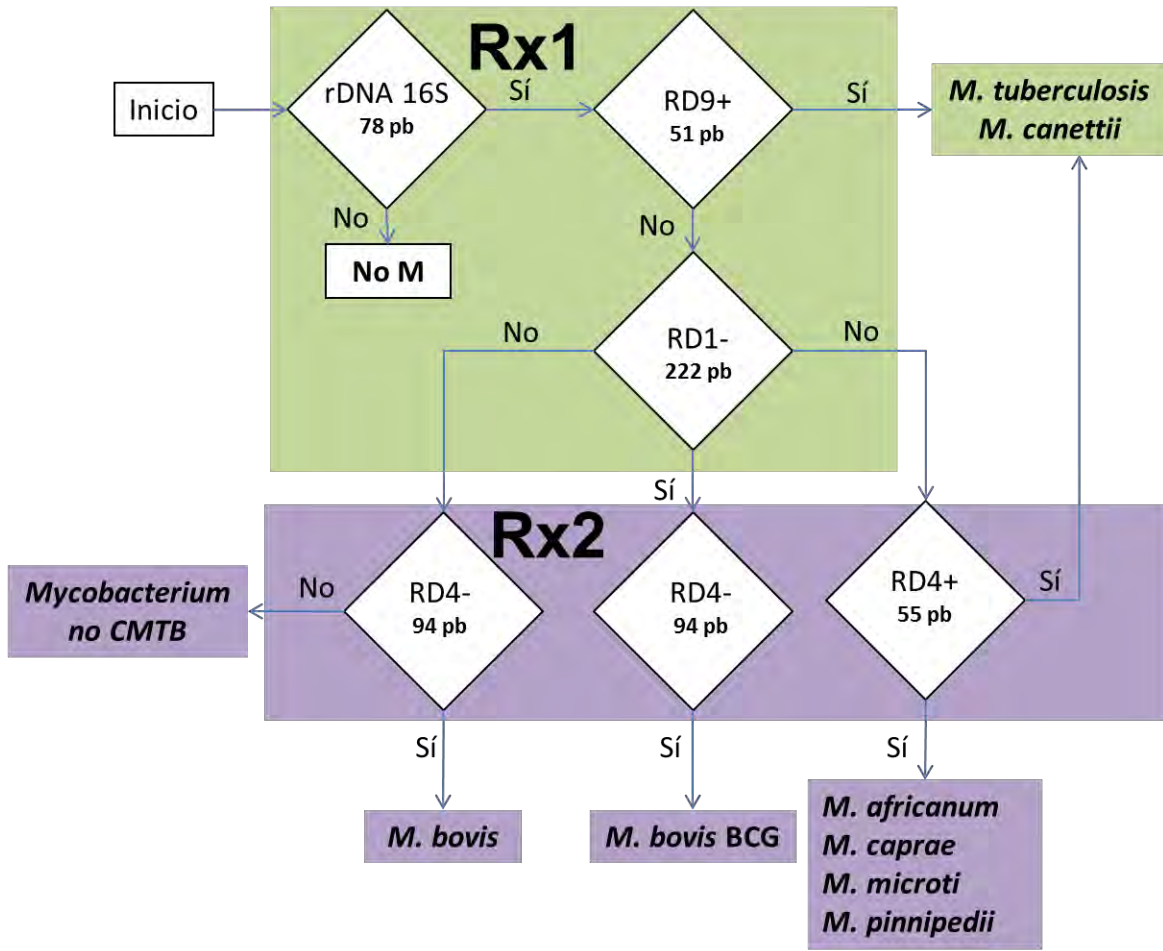 Rx1
Inicio
rDNA 16S
78 pb
Sí
RD9+
51 pb
Sí
M. tuberculosis
M. canettii
No
No M
No
No
RD1-
222 pb
No
Sí
Rx2
Mycobacterium
no CMTB
No
RD4-
94 pb
RD4-
94 pb
RD4+
55 pb
Sí
Sí
Sí
Sí
M. bovis
M. bovis BCG
M. africanum
M. caprae
M. microti
M. pinnipedii